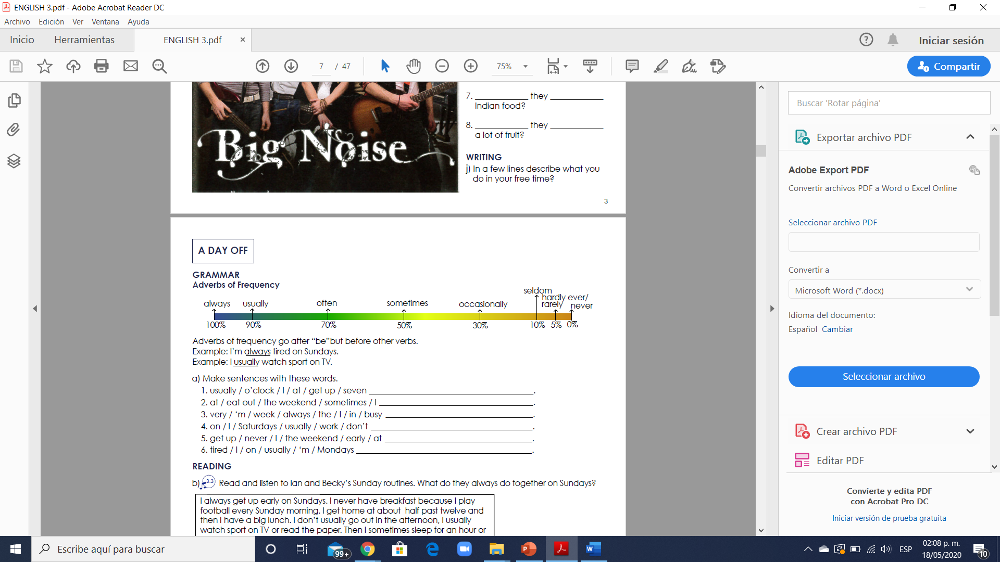 ENGLISH 3.pdf - Adobe Acrobat Reader DC
Archivo Edición Ver Ventana Ayuda
Inicio Herramientas ENGLISH 3.pdf × Iniciar sesión
7 / 47 75% Compartir
Big Noise
7. ____________ they ____________
Indian food?
8. ____________ they ____________
a lot of fruit?
WRITING
j) In a few lines describe what you
do in your free time?
3
A DAY OFF
GRAMMAR
Adverbs of Frequency
always usually often sometimes occasionally seldom hardly ever/ rarely never
100% 90% 70% 50% 30% 10% 5% 0%
Adverbs of frequency go after “be”but before other verbs.
Example: I’m always tired on Sundays.
Example: I usually watch sport on TV.
a) Make sentences with these words.
1. usually / o’clock / I / at / get up / seven ____________.
2. at / eat out / the weekend / sometimes / I ____________.
3. very / ‘m / week / always / the / I / in / busy ____________.
4. on / I / Saturdays / usually / work / don’t ____________.
5. get up / never / I / the weekend / early / at ____________.
6. tired / I / on / usually / ‘m / Mondays ____________.
READING
b) 3.3 Read and listen to Ian and Becky’s Sunday routines. What do they always do together on Sundays?
I always get up early on Sundays. I never have breakfast because I play
football every Sunday morning. I get home at about half past twelve and
then I have a big lunch. I don’t usually go out in the afternoon, I usually
watch sport on TV or read the paper. Then I sometimes sleep for an hour or
Buscar 'Rotar página'
Exportar archivo PDF
Adobe Export PDF
Convertir archivos PDF a Word o Excel Online
Seleccionar archivo PDF
Convertir a
Microsoft Word (*.docx)
Idioma del documento:
Español Cambiar
Seleccionar archivo
Crear archivo PDF
Editar PDF
Convierte y edita PDF
con Acrobat Pro DC
Iniciar versión de prueba gratuita
Escribe aquí para buscar
99+
ESP
02:08 p. m.
18/05/2020
10